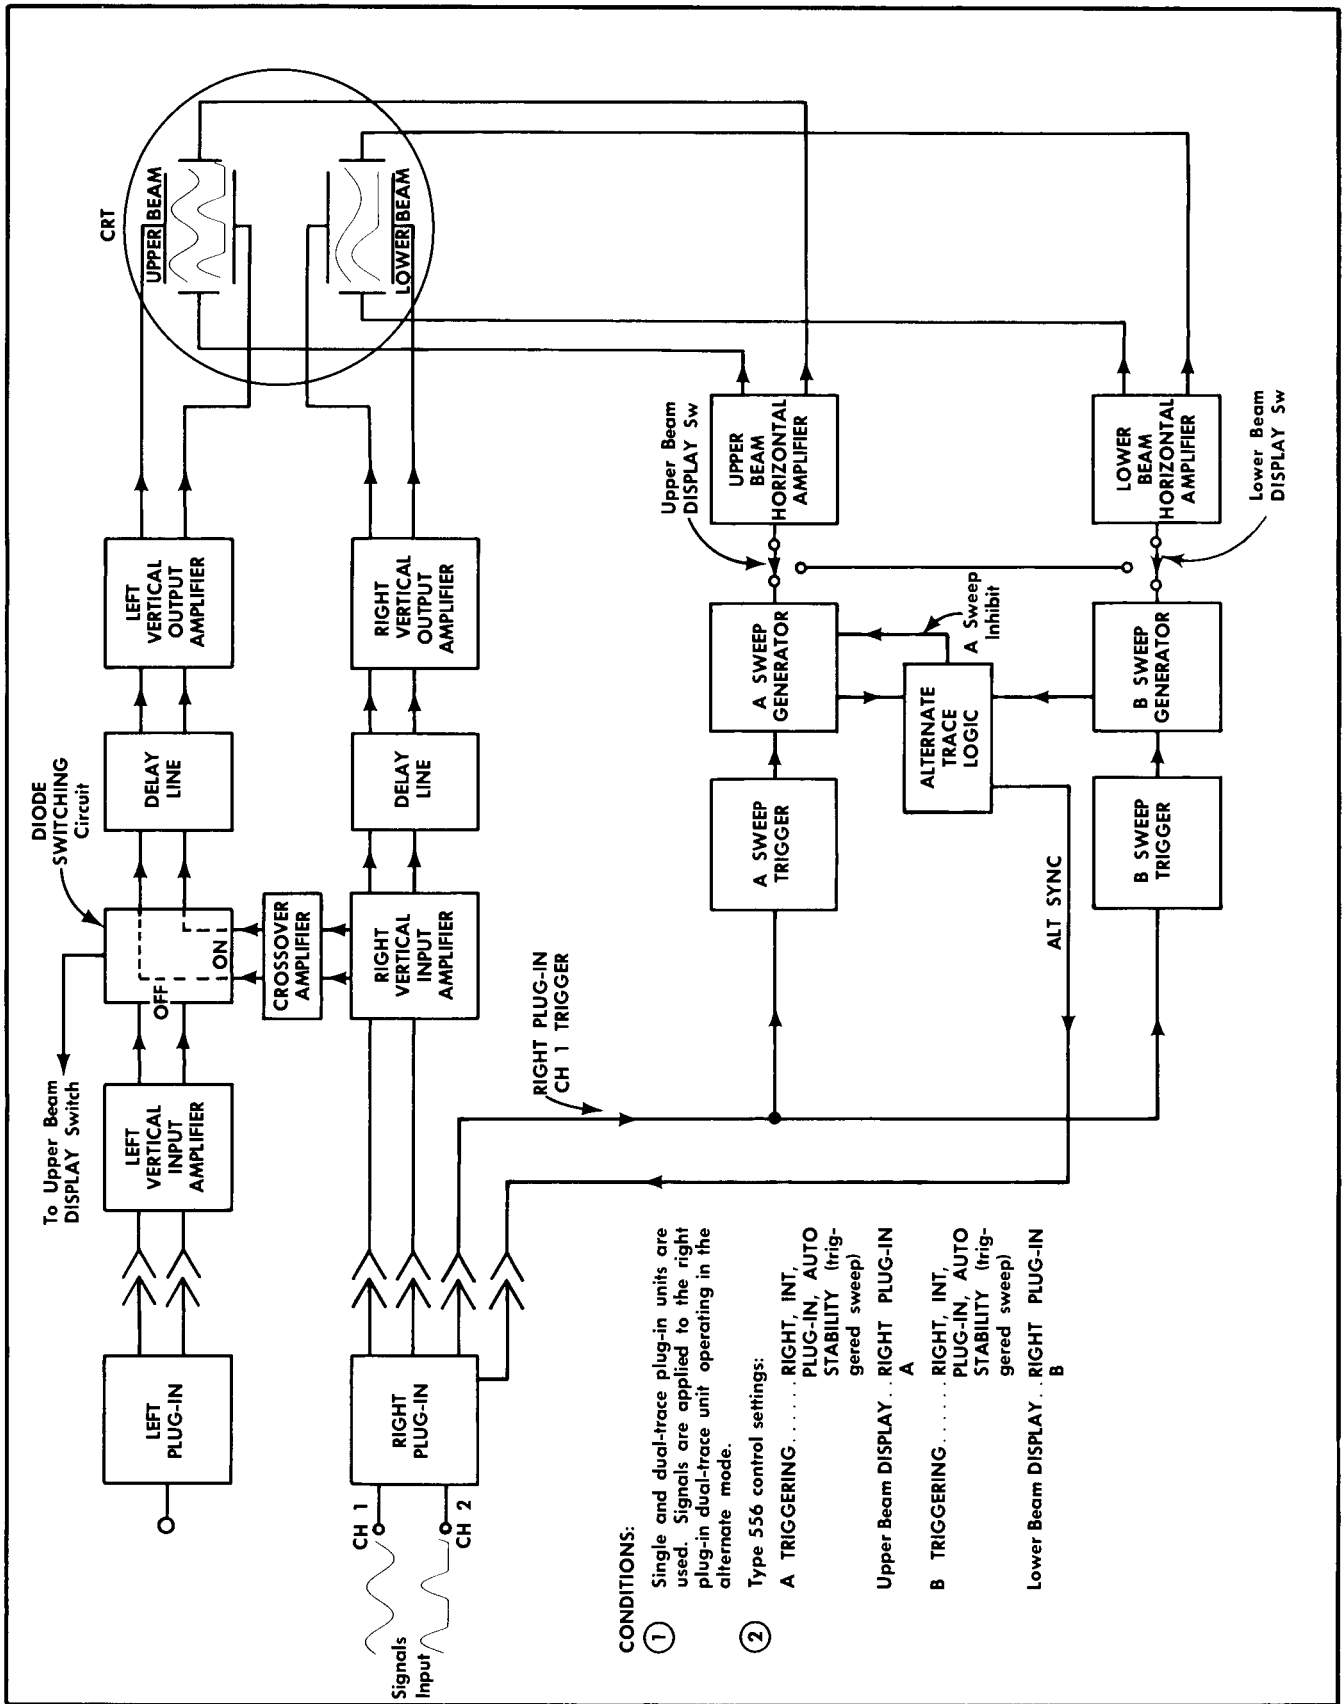 To Upper Beam
DISPLAY Switch
DIODE
SWITCHING
Circuit
CRT
LEFT
PLUG-IN
LEFT
VERTICAL
INPUT
AMPLIFIER
OFF
ON
DELAY
LINE
LEFT
VERTICAL
OUTPUT
AMPLIFIER
UPPER BEAM
CROSSOVER
AMPLIFIER
Signals
Input
CH 1
CH 2
RIGHT
PLUG-IN
RIGHT
VERTICAL
INPUT
AMPLIFIER
DELAY
LINE
RIGHT
VERTICAL
OUTPUT
AMPLIFIER
LOWER BEAM
RIGHT PLUG-IN
CH 1 TRIGGER
A SWEEP
TRIGGER
A SWEEP
GENERATOR
Upper Beam
DISPLAY Sw
UPPER
BEAM
HORIZONTAL
AMPLIFIER
ALTERNATE
TRACE
LOGIC
A Sweep
Inhibit
ALT SYNC
B SWEEP
TRIGGER
B SWEEP
GENERATOR
LOWER
BEAM
HORIZONTAL
AMPLIFIER
Lower Beam
DISPLAY Sw
CONDITIONS:
1 Single and dual-trace plug-in units are
used. Signals are applied to the right
plug-in dual-trace unit operating in the
alternate mode.
2 Type 556 control settings:
A TRIGGERING......RIGHT, INT,
PLUG-IN, AUTO
STABILITY (trig-
gered sweep)
Upper Beam DISPLAY..RIGHT PLUG-IN
A
B TRIGGERING......RIGHT, INT,
PLUG-IN, AUTO
STABILITY (trig-
gered sweep)
Lower Beam DISPLAY..RIGHT PLUG-IN
B